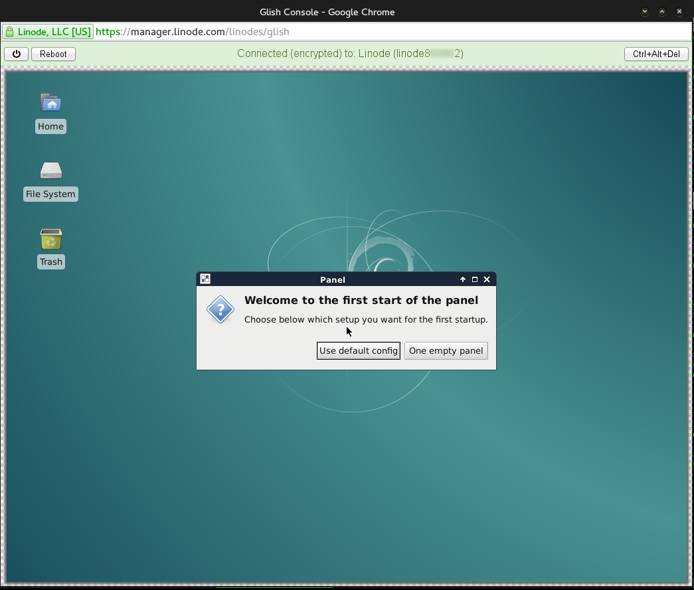 Glish Console - Google Chrome
Linode, LLC [US] https://manager.linode.com/linodes/glish
Reboot Connected (encrypted) to: Linode (linode8 2) Ctrl+Alt+Del
Home
File System
Trash
Panel
Welcome to the first start of the panel
Choose below which setup you want for the first startup.
Use default config One empty panel